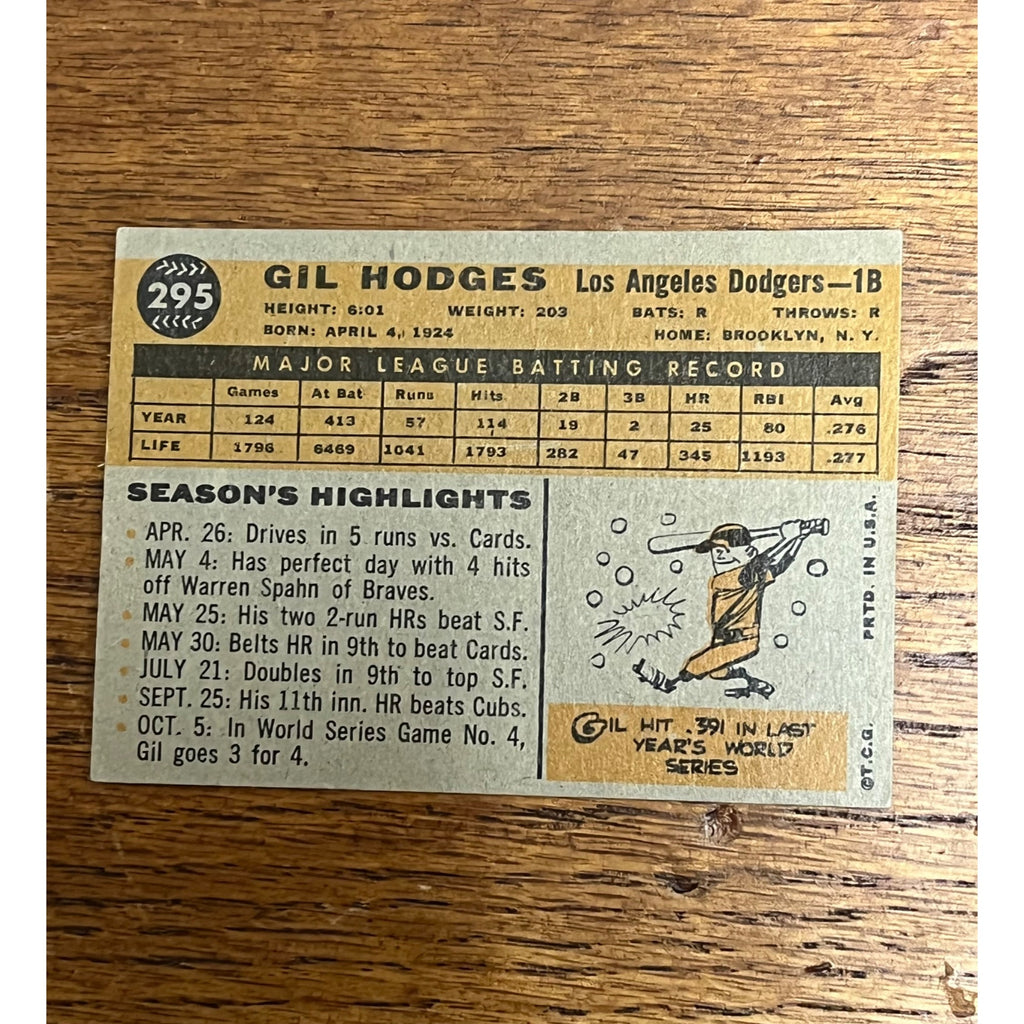 295
GIL HODGES Los Angeles Dodgers—1B
HEIGHT: 6:01 WEIGHT: 203 BATS: R THROWS: R
BORN: APRIL 4, 1924 HOME: BROOKLYN, N. Y.
MAJOR LEAGUE BATTING RECORD
Games At Bat Runs Hits 2B 3B HR RBI Avg
YEAR 124 413 57 114 19 2 25 80 .276
LIFE 1796 6469 1041 1793 282 47 345 1193 .277
SEASON'S HIGHLIGHTS
• APR. 26: Drives in 5 runs vs. Cards.
• MAY 4: Has perfect day with 4 hits
off Warren Spahn of Braves.
• MAY 25: His two 2-run HRs beat S.F.
• MAY 30: Belts HR in 9th to beat Cards.
• JULY 21: Doubles in 9th to top S.F.
• SEPT. 25: His 11th inn. HR beats Cubs.
• OCT. 5: In World Series Game No. 4,
Gil goes 3 for 4.
GIL HIT .391 IN LAST
YEAR'S WORLD
SERIES
©T.C.G. PRTD. IN U.S.A.